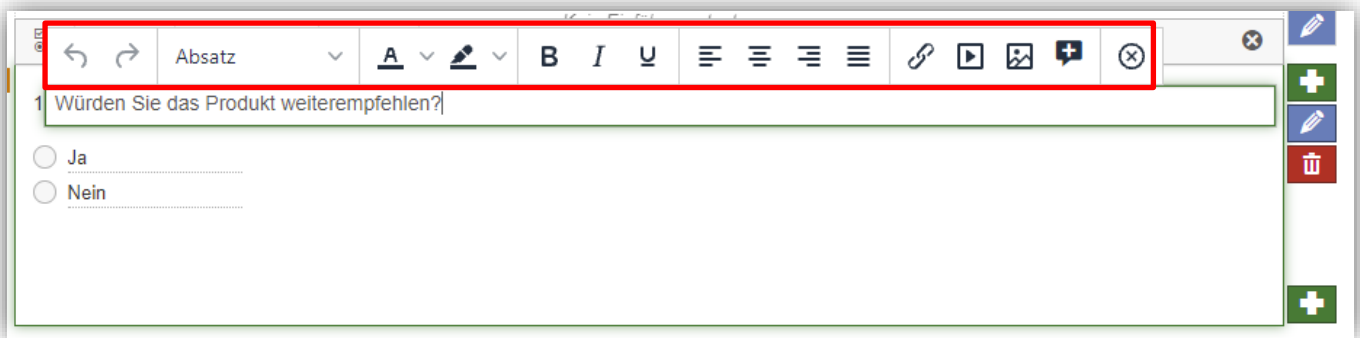 Absatz
A B I U
1 Würden Sie das Produkt weiterempfehlen?
Ja
Nein